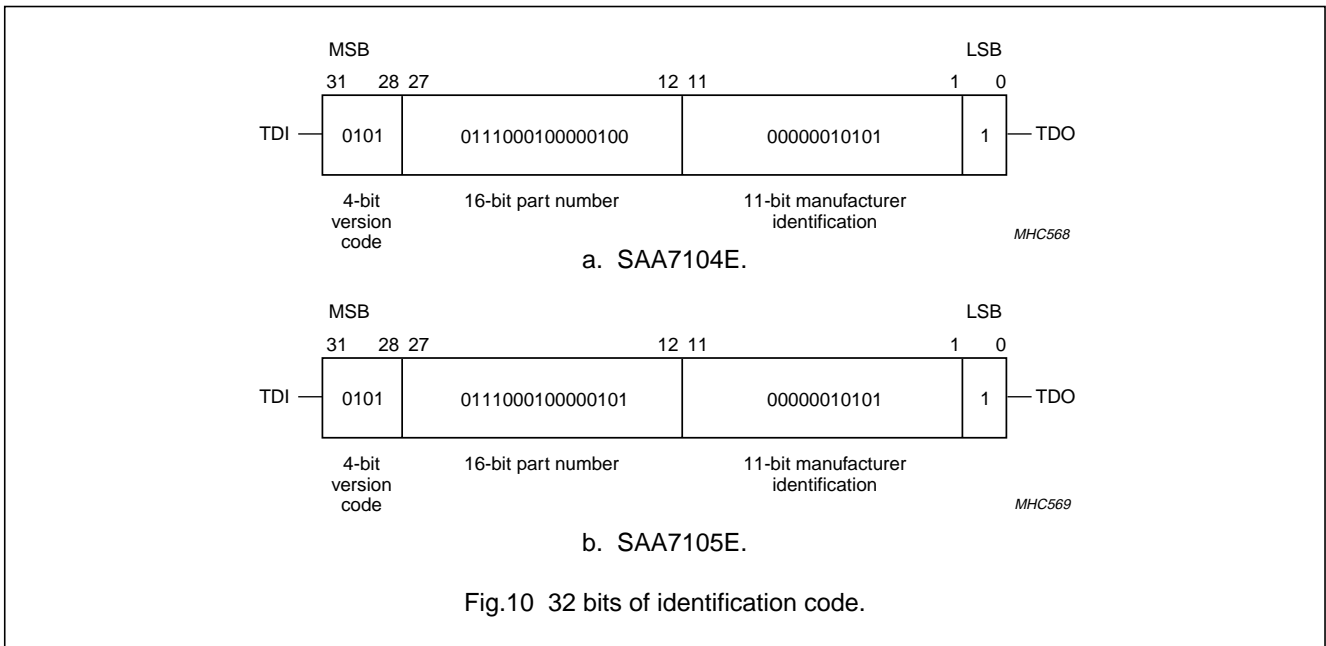 MSB LSB
31 28 27 12 11 1 0
TDI 0101 0111000100000100 00000010101 1 TDO
4-bit version code
16-bit part number
11-bit manufacturer identification
MHC568
a. SAA7104E.
MSB LSB
31 28 27 12 11 1 0
TDI 0101 0111000100000101 00000010101 1 TDO
4-bit version code
16-bit part number
11-bit manufacturer identification
MHC569
b. SAA7105E.
Fig.10 32 bits of identification code.